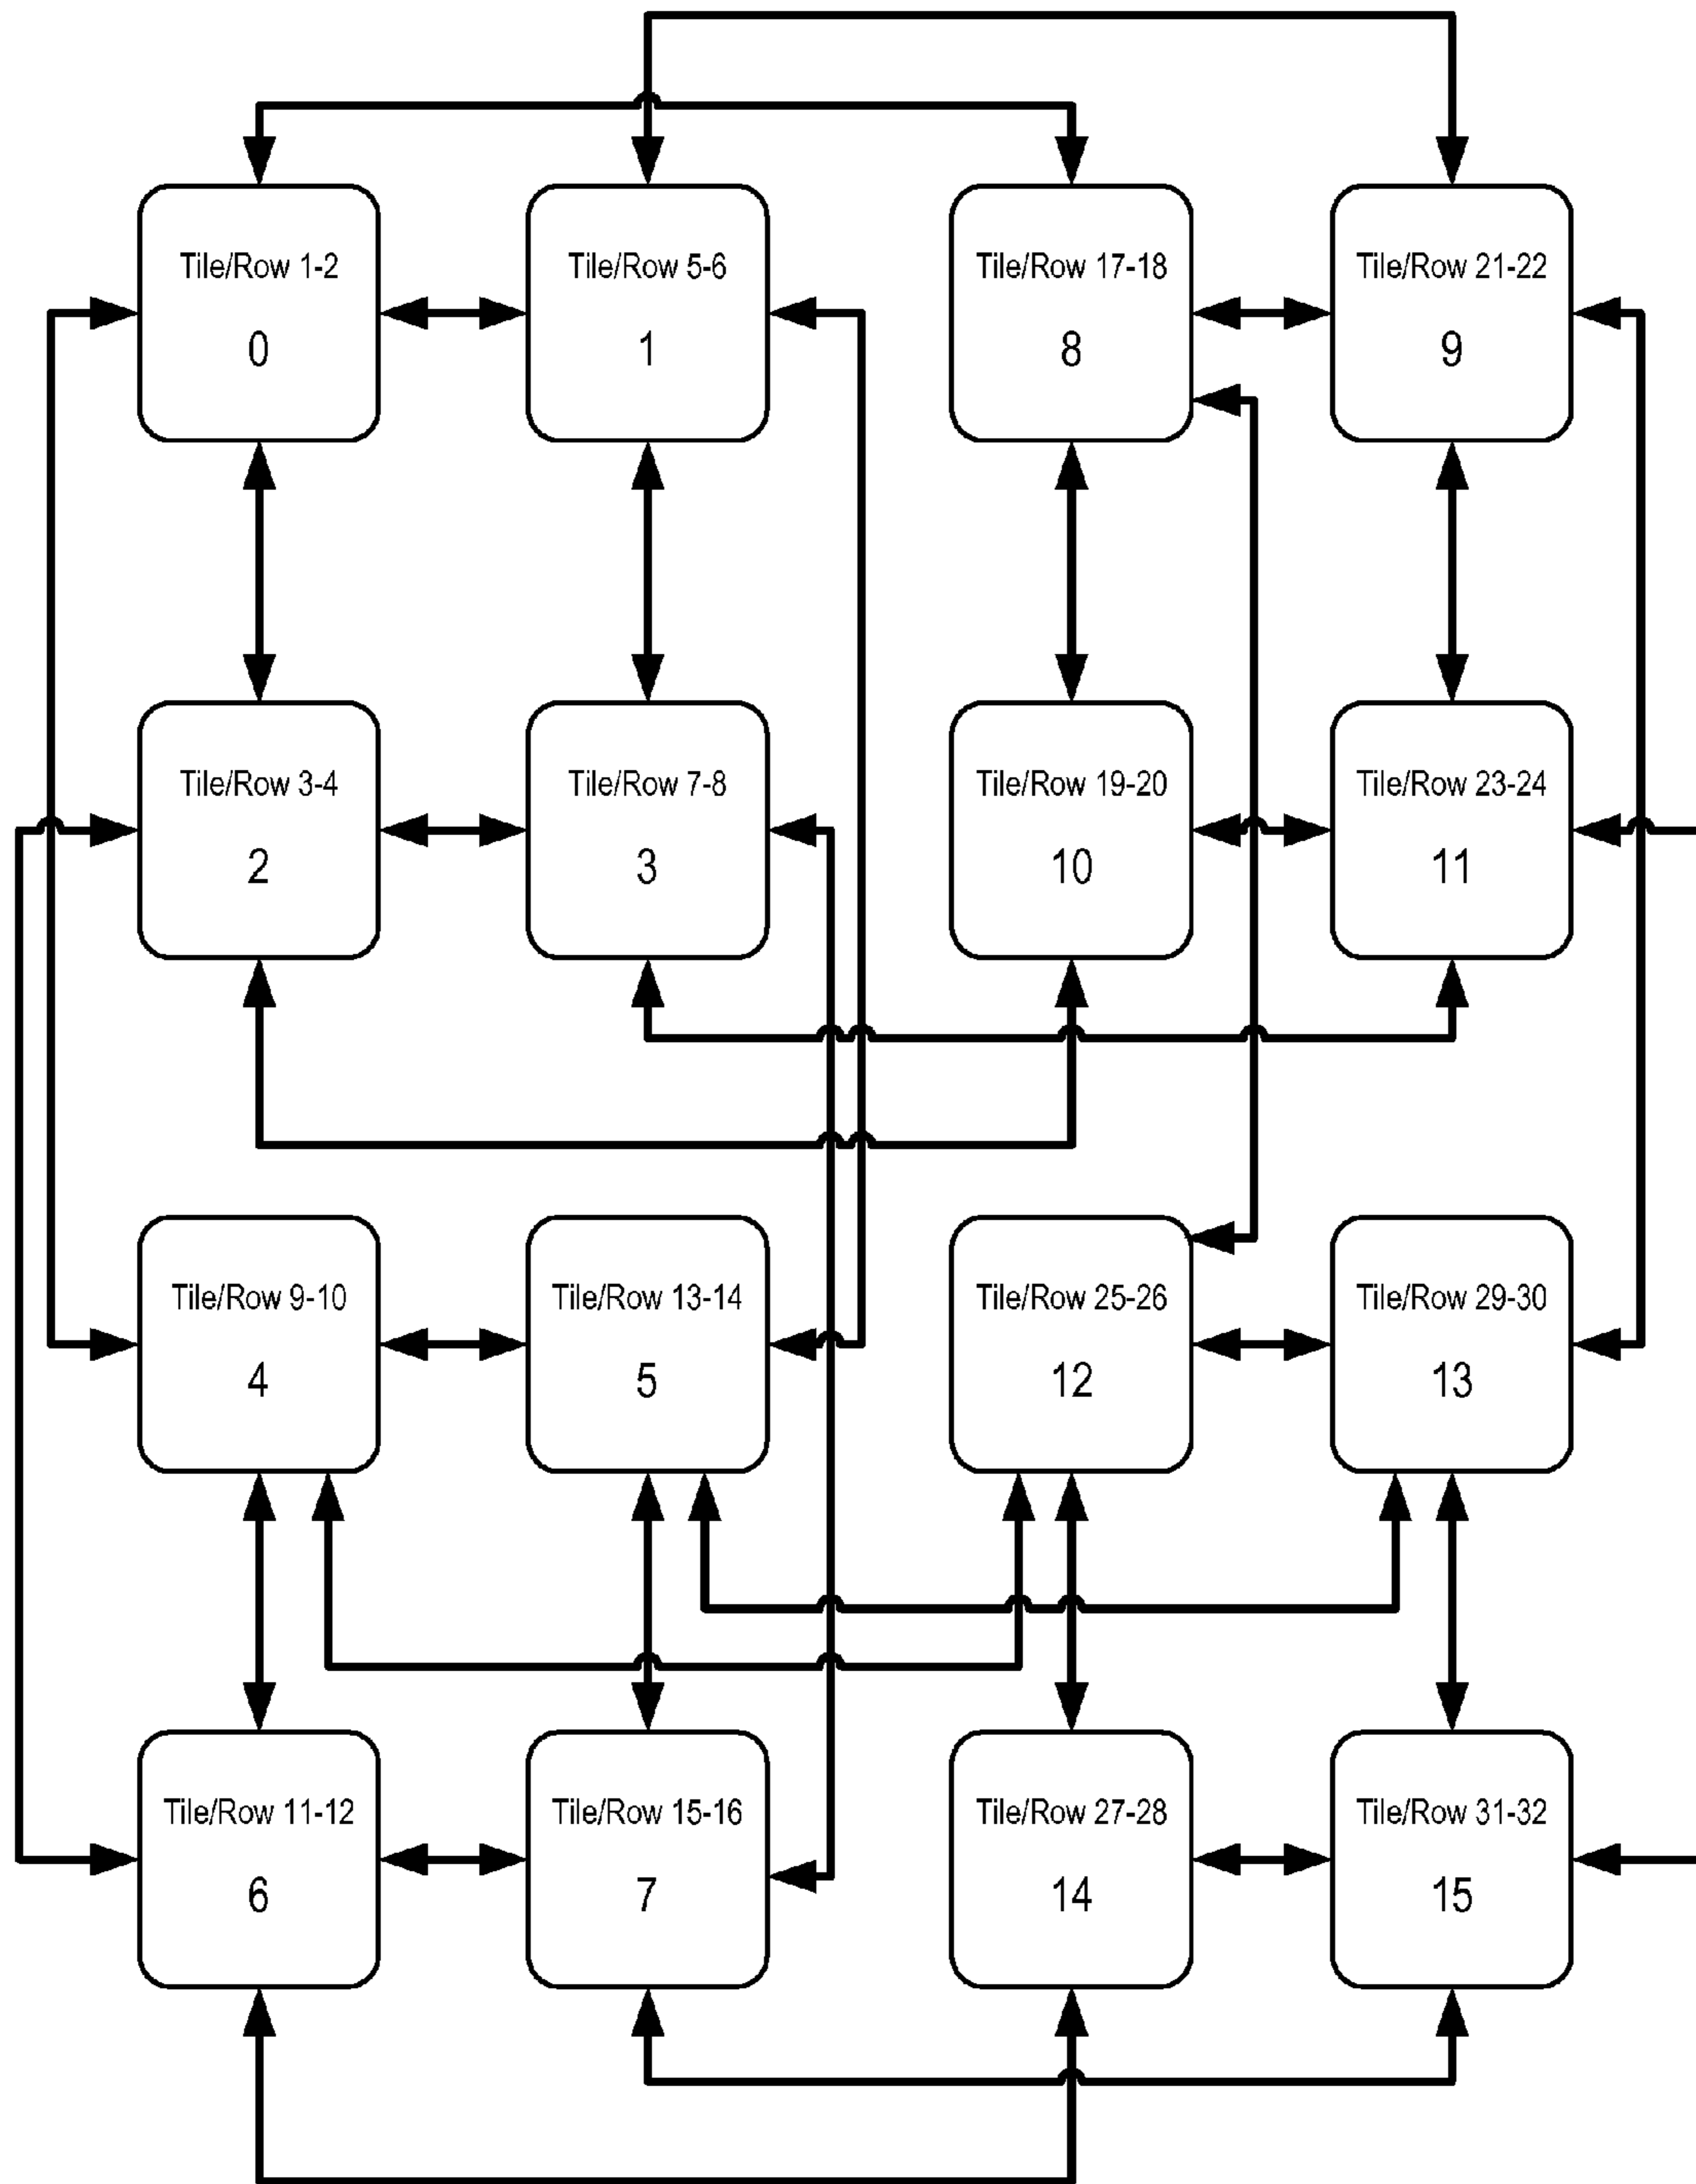 Tile/Row 1-2
0
Tile/Row 5-6
1
Tile/Row 17-18
8
Tile/Row 21-22
9
Tile/Row 3-4
2
Tile/Row 7-8
3
Tile/Row 19-20
10
Tile/Row 23-24
11
Tile/Row 9-10
4
Tile/Row 13-14
5
Tile/Row 25-26
12
Tile/Row 29-30
13
Tile/Row 11-12
6
Tile/Row 15-16
7
Tile/Row 27-28
14
Tile/Row 31-32
15